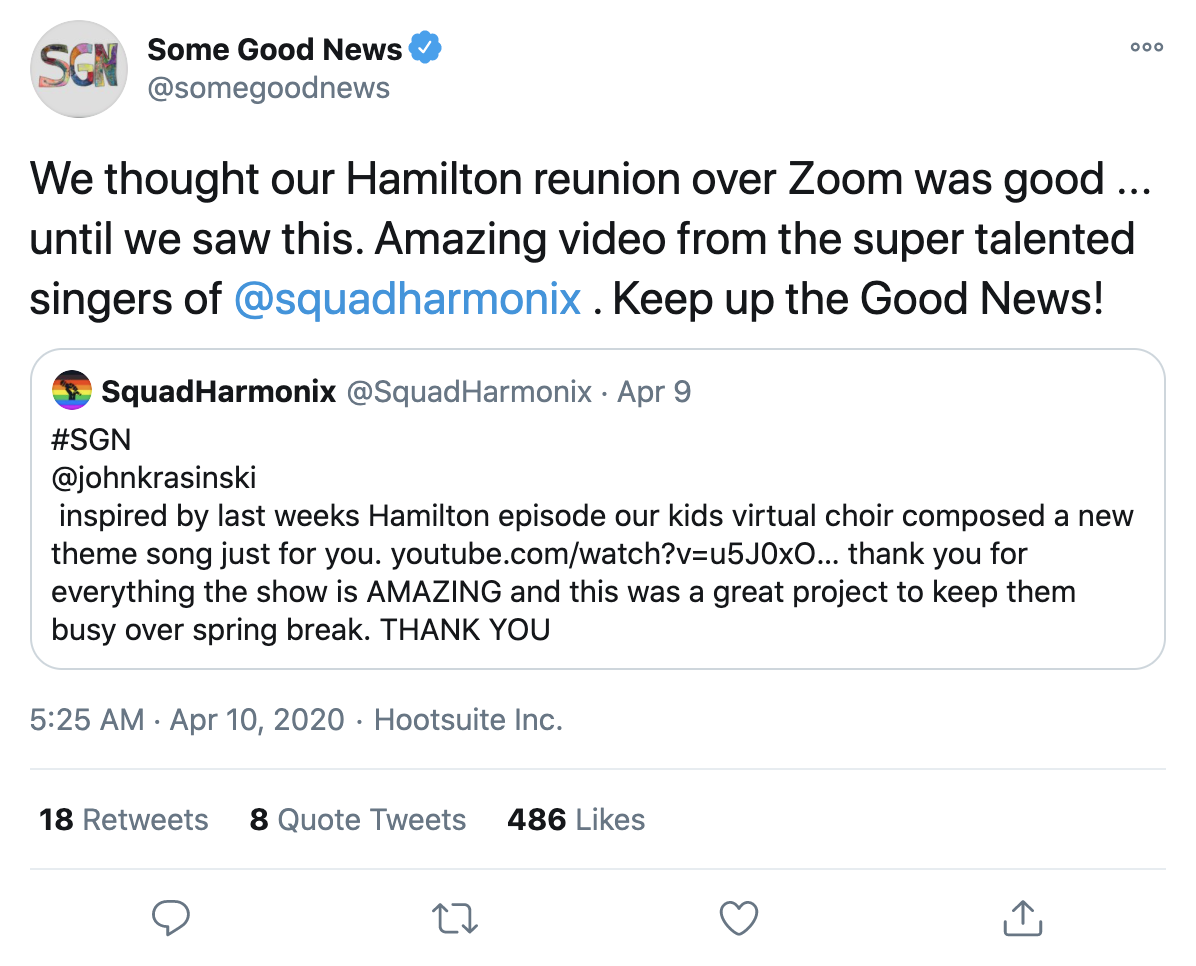 SGN
Some Good News
@somegoodnews
We thought our Hamilton reunion over Zoom was good ...
until we saw this. Amazing video from the super talented
singers of @squadharmonix . Keep up the Good News!
SquadHarmonix @SquadHarmonix · Apr 9
#SGN
@johnkrasinski
inspired by last weeks Hamilton episode our kids virtual choir composed a new
theme song just for you. youtube.com/watch?v=u5J0xO... thank you for
everything the show is AMAZING and this was a great project to keep them
busy over spring break. THANK YOU
5:25 AM · Apr 10, 2020 · Hootsuite Inc.
18 Retweets 8 Quote Tweets 486 Likes